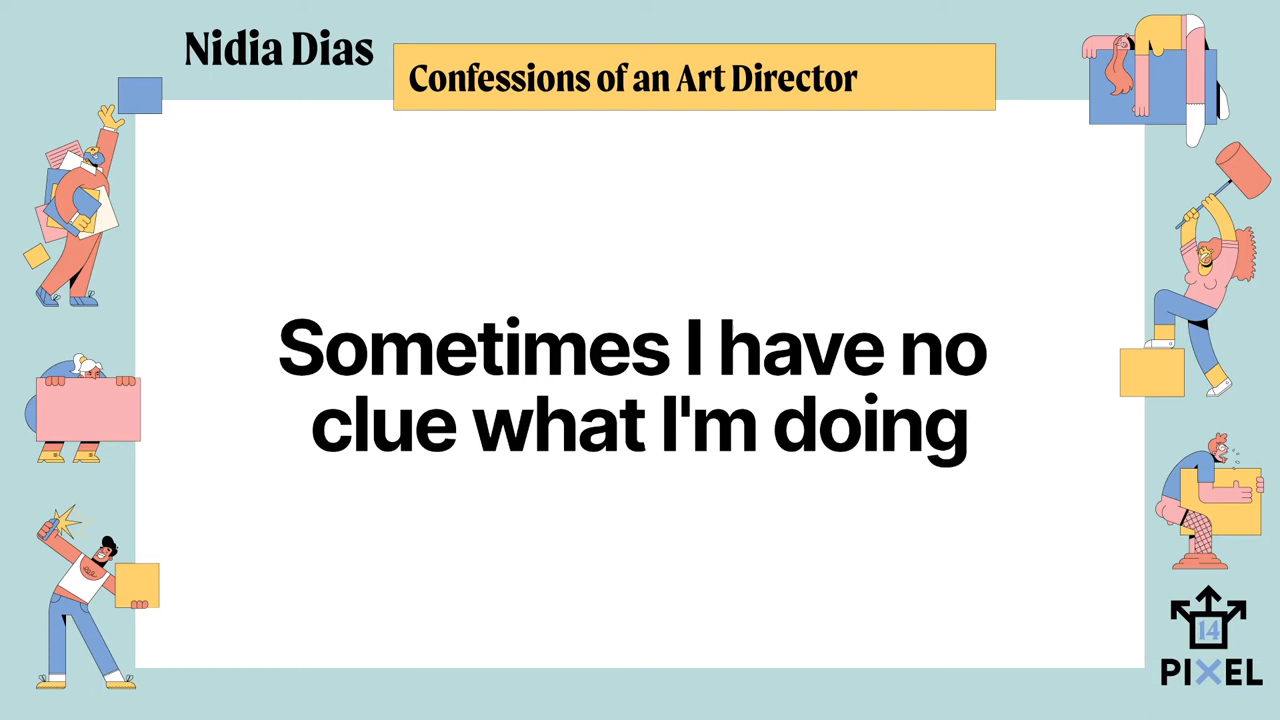 Nidia Dias
Confessions of an Art Director
Sometimes I have no
clue what I'm doing
14
PIXEL